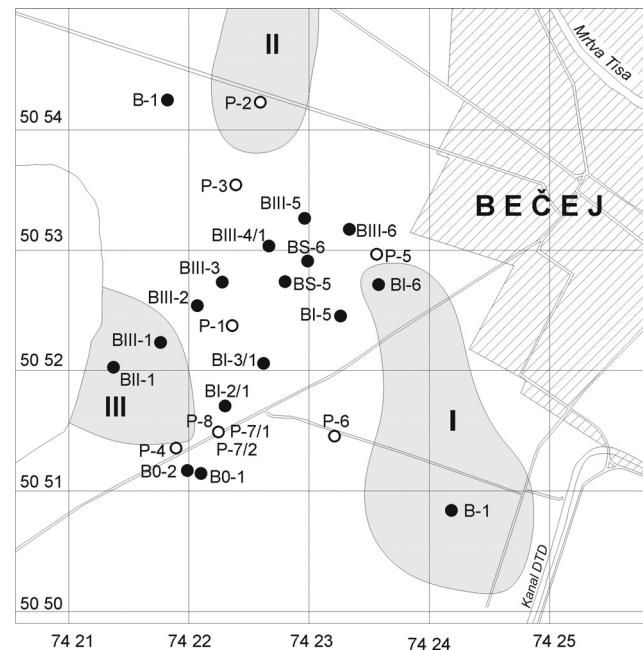 II
Mrtva Tisa
B-1
P-2
50 54
P-3
BIII-5
B E Č E J
BIII-6
BIII-4/1
BS-6
50 53
P-5
BIII-3
BS-5
BI-6
BIII-2
P-1
BI-5
BIII-1
BI-3/1
50 52
BII-1
BI-2/1
III
P-8
P-7/1
I
P-6
P-4
P-7/2
B0-2
B0-1
50 51
B-1
Kanal DTD
50 50
74 21
74 22
74 23
74 24
74 25